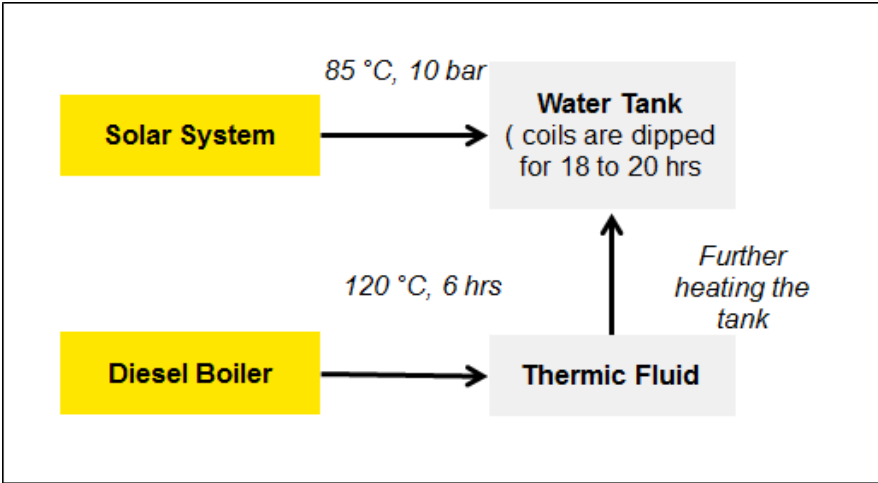 85 °C, 10 bar
Solar System
Water Tank
( coils are dipped
for 18 to 20 hrs
120 °C, 6 hrs
Further
heating the
tank
Diesel Boiler
Thermic Fluid